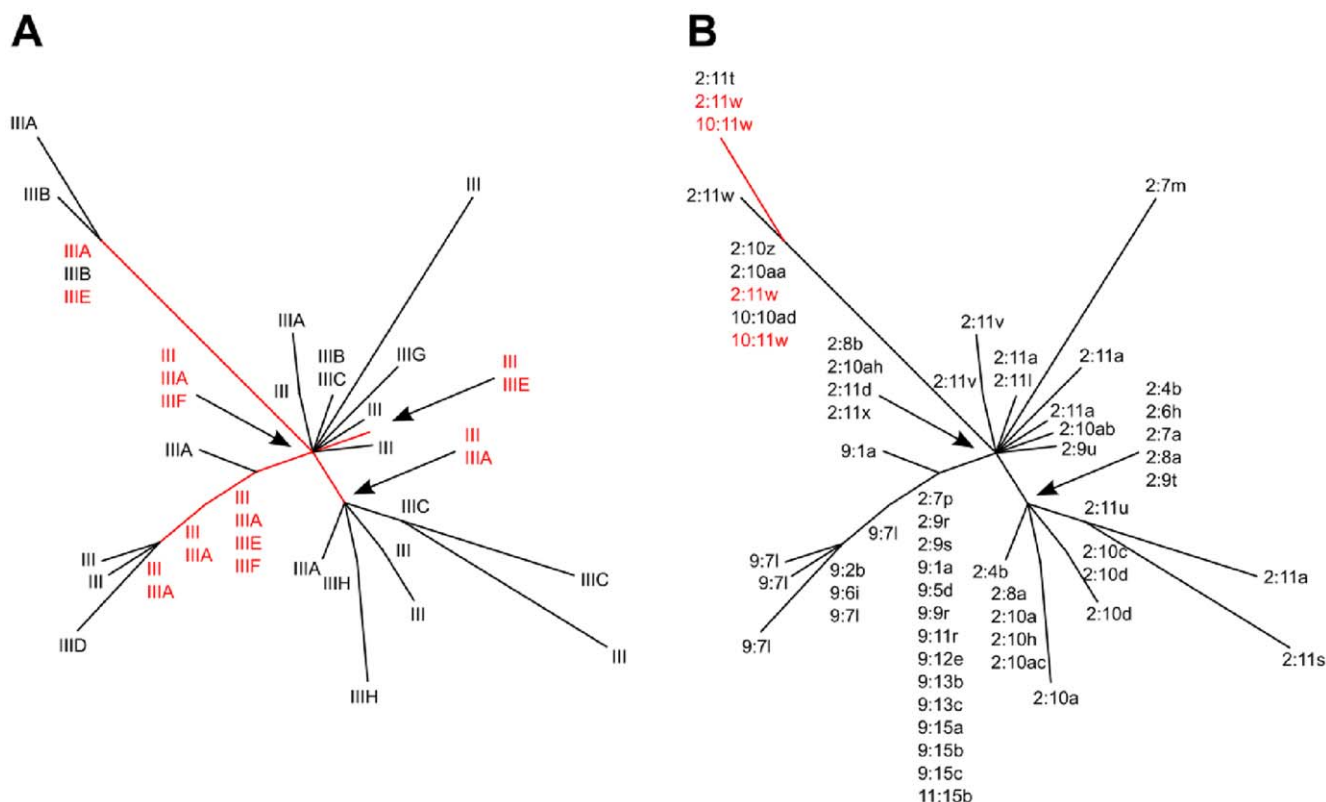 A
IIIA
IIIB
IIIA
IIIB
IIIE
III
IIIA
IIIF
IIIA
III
IIIB
IIIC
IIIG
III
III
III
III
IIIE
III
IIIA
IIIA
III
IIIA
IIIE
IIIF
III
IIIA
III
III
III
IIIA
IIID
IIIC
IIIA
IIIH
III
III
IIIC
III
IIIH
B
2:11t
2:11w
10:11w
2:11w
2:10z
2:10aa
2:11w
10:10ad
10:11w
2:8b
2:10ah
2:11d
2:11x
2:11v
2:11v
2:11a
2:11l
2:7m
2:11a
2:11a
2:10ab
2:9u
2:4b
2:6h
2:7a
2:8a
2:9t
9:1a
2:7p
2:9r
2:9s
9:1a
9:5d
9:9r
9:11r
9:12e
9:13b
9:13c
9:15a
9:15b
9:15c
11:15b
9:7l
9:7l
9:7l
9:2b
9:6i
9:7l
9:7l
2:11u
2:10c
2:10d
2:10d
2:4b
2:8a
2:10a
2:10h
2:10ac
2:10a
2:11a
2:11s